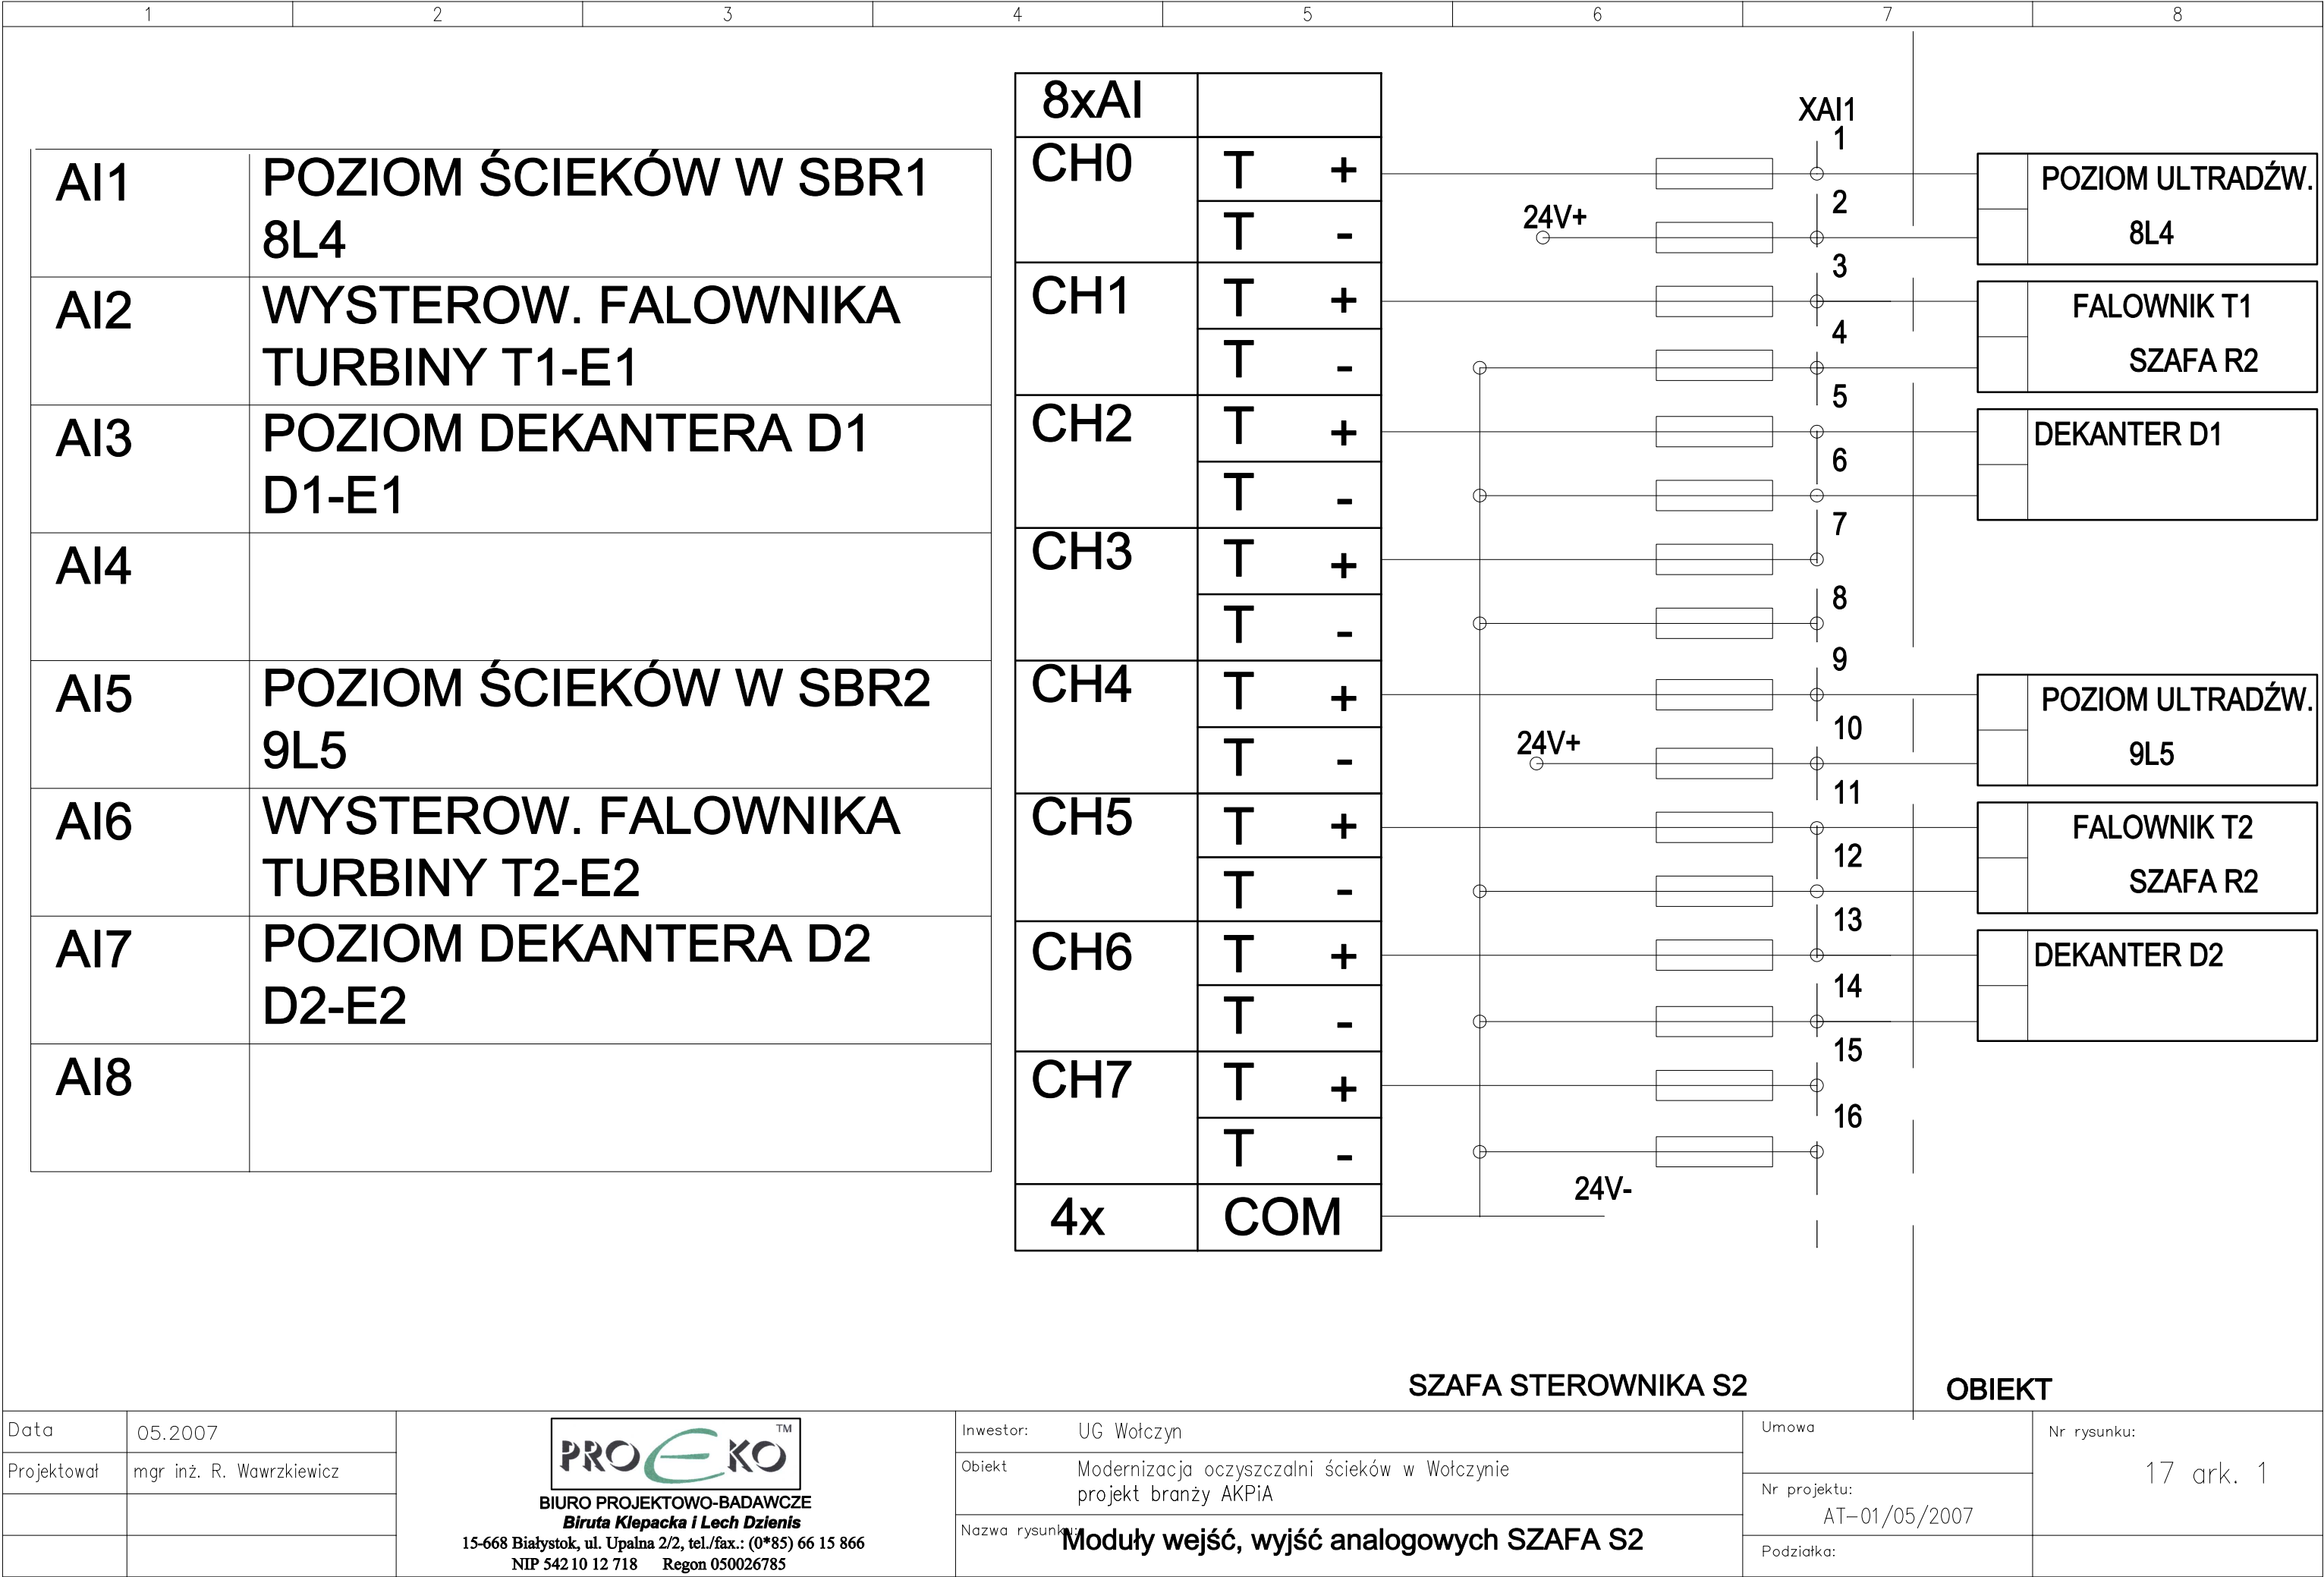 1 2 3 4 5 6 7 8
AI1 POZIOM ŚCIEKÓW W SBR1
8L4
AI2 WYSTEROW. FALOWNIKA
TURBINY T1-E1
AI3 POZIOM DEKANTERA D1
D1-E1
AI4
AI5 POZIOM ŚCIEKÓW W SBR2
9L5
AI6 WYSTEROW. FALOWNIKA
TURBINY T2-E2
AI7 POZIOM DEKANTERA D2
D2-E2
AI8
8xAI
CH0 T +
T -
CH1 T +
T -
CH2 T +
T -
CH3 T +
T -
CH4 T +
T -
CH5 T +
T -
CH6 T +
T -
CH7 T +
T -
4x COM
24V+
24V+
24V-
XAI1
1
2
3
4
5
6
7
8
9
10
11
12
13
14
15
16
POZIOM ULTRADŹW.
8L4
FALOWNIK T1
SZAFA R2
DEKANTER D1
POZIOM ULTRADŹW.
9L5
FALOWNIK T2
SZAFA R2
DEKANTER D2
SZAFA STEROWNIKA S2
OBIEKT
Data 05.2007
Projektował mgr inż. R. Wawrzkiewicz
PROEKO TM
BIURO PROJEKTOWO-BADAWCZE
Biruta Klepacka i Lech Dzienis
15-668 Białystok, ul. Upalna 2/2, tel./fax.: (0*85) 66 15 866
NIP 542 10 12 718 Regon 050026785
Inwestor: UG Wołczyn
Obiekt Modernizacja oczyszczalni ścieków w Wołczynie
projekt branży AKPiA
Nazwa rysunku: Moduły wejść, wyjść analogowych SZAFA S2
Umowa
Nr projektu:
AT-01/05/2007
Podziałka:
Nr rysunku:
17 ark. 1